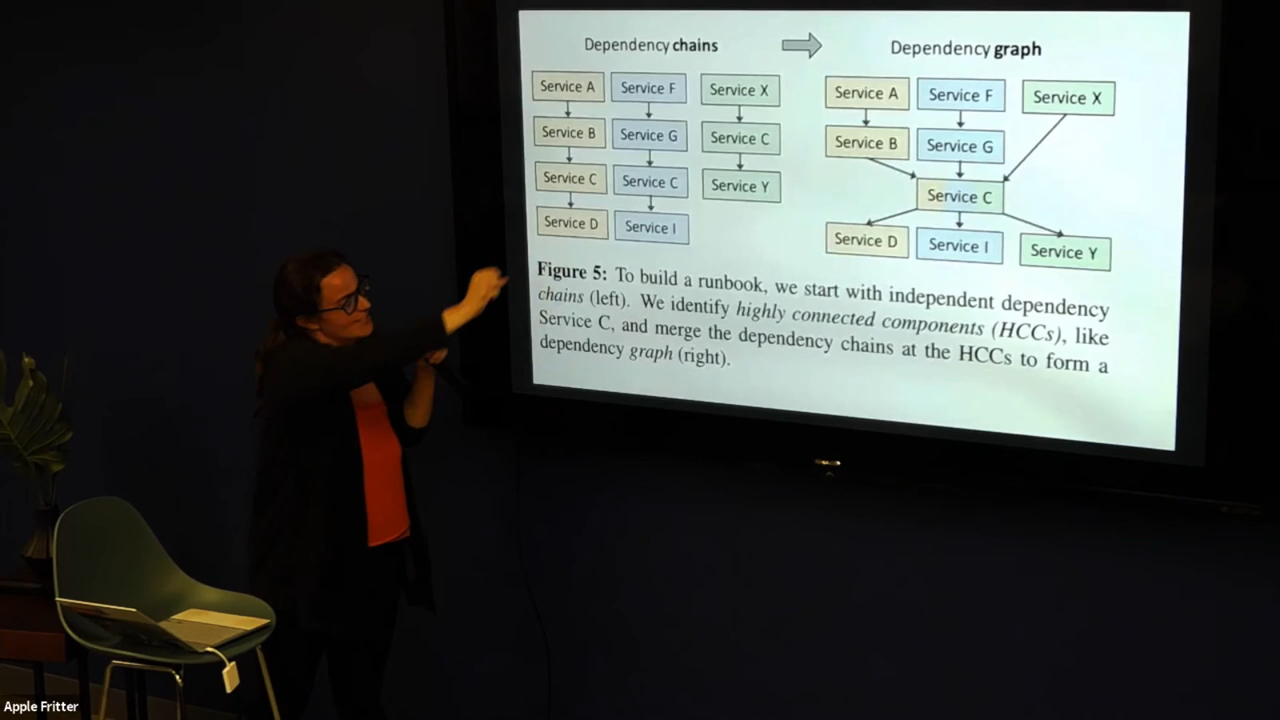 Dependency chains
Dependency graph
Service A
Service F
Service X
Service B
Service G
Service C
Service C
Service C
Service Y
Service D
Service I
Service A
Service F
Service X
Service B
Service G
Service C
Service D
Service I
Service Y
Figure 5: To build a runbook, we start with independent dependency
chains (left). We identify highly connected components (HCCs), like
Service C, and merge the dependency chains at the HCCs to form a
dependency graph (right).
Apple Fritter